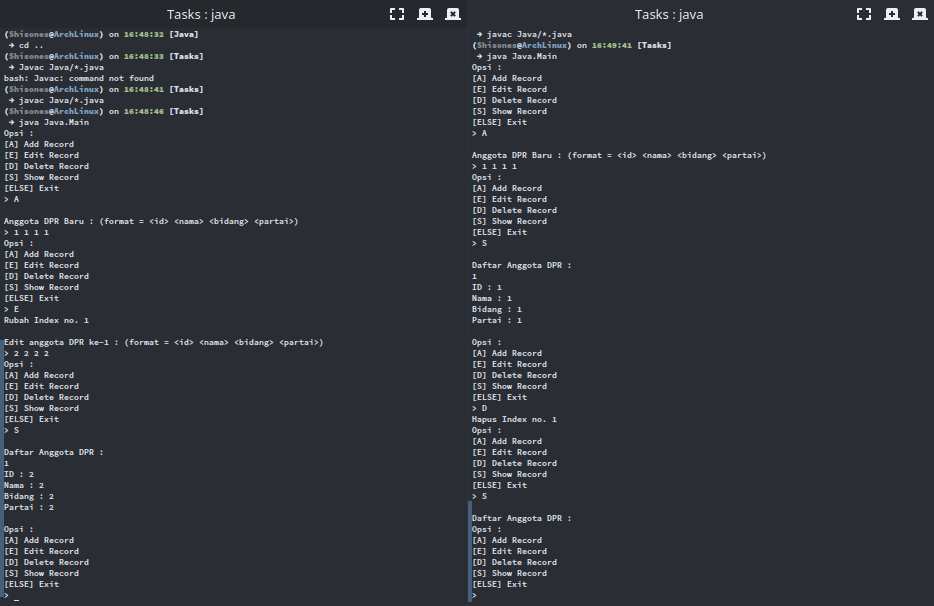 Tasks : java
(Shisones@ArchLinux) on 16:48:32 [Java]
➜ cd ..
(Shisones@ArchLinux) on 16:48:33 [Tasks]
➜ Javac Java/*.java
bash: Javac: command not found
(Shisones@ArchLinux) on 16:48:41 [Tasks]
➜ javac Java/*.java
(Shisones@ArchLinux) on 16:48:46 [Tasks]
➜ java Java.Main
Opsi :
[A] Add Record
[E] Edit Record
[D] Delete Record
[S] Show Record
[ELSE] Exit
> A

Anggota DPR Baru : (format = <id> <nama> <bidang> <partai>)
> 1 1 1 1
Opsi :
[A] Add Record
[E] Edit Record
[D] Delete Record
[S] Show Record
[ELSE] Exit
> E
Rubah Index no. 1

Edit anggota DPR ke-1 : (format = <id> <nama> <bidang> <partai>)
> 2 2 2 2
Opsi :
[A] Add Record
[E] Edit Record
[D] Delete Record
[S] Show Record
[ELSE] Exit
> S

Daftar Anggota DPR :
1
ID : 2
Nama : 2
Bidang : 2
Partai : 2

Opsi :
[A] Add Record
[E] Edit Record
[D] Delete Record
[S] Show Record
[ELSE] Exit
> _
Tasks : java
➜ javac Java/*.java
(Shisones@ArchLinux) on 16:49:41 [Tasks]
➜ java Java.Main
Opsi :
[A] Add Record
[E] Edit Record
[D] Delete Record
[S] Show Record
[ELSE] Exit
> A

Anggota DPR Baru : (format = <id> <nama> <bidang> <partai>)
> 1 1 1 1
Opsi :
[A] Add Record
[E] Edit Record
[D] Delete Record
[S] Show Record
[ELSE] Exit
> S

Daftar Anggota DPR :
1
ID : 1
Nama : 1
Bidang : 1
Partai : 1

Opsi :
[A] Add Record
[E] Edit Record
[D] Delete Record
[S] Show Record
[ELSE] Exit
> D
Hapus Index no. 1
Opsi :
[A] Add Record
[E] Edit Record
[D] Delete Record
[S] Show Record
[ELSE] Exit
> S

Daftar Anggota DPR :
Opsi :
[A] Add Record
[E] Edit Record
[D] Delete Record
[S] Show Record
[ELSE] Exit
>